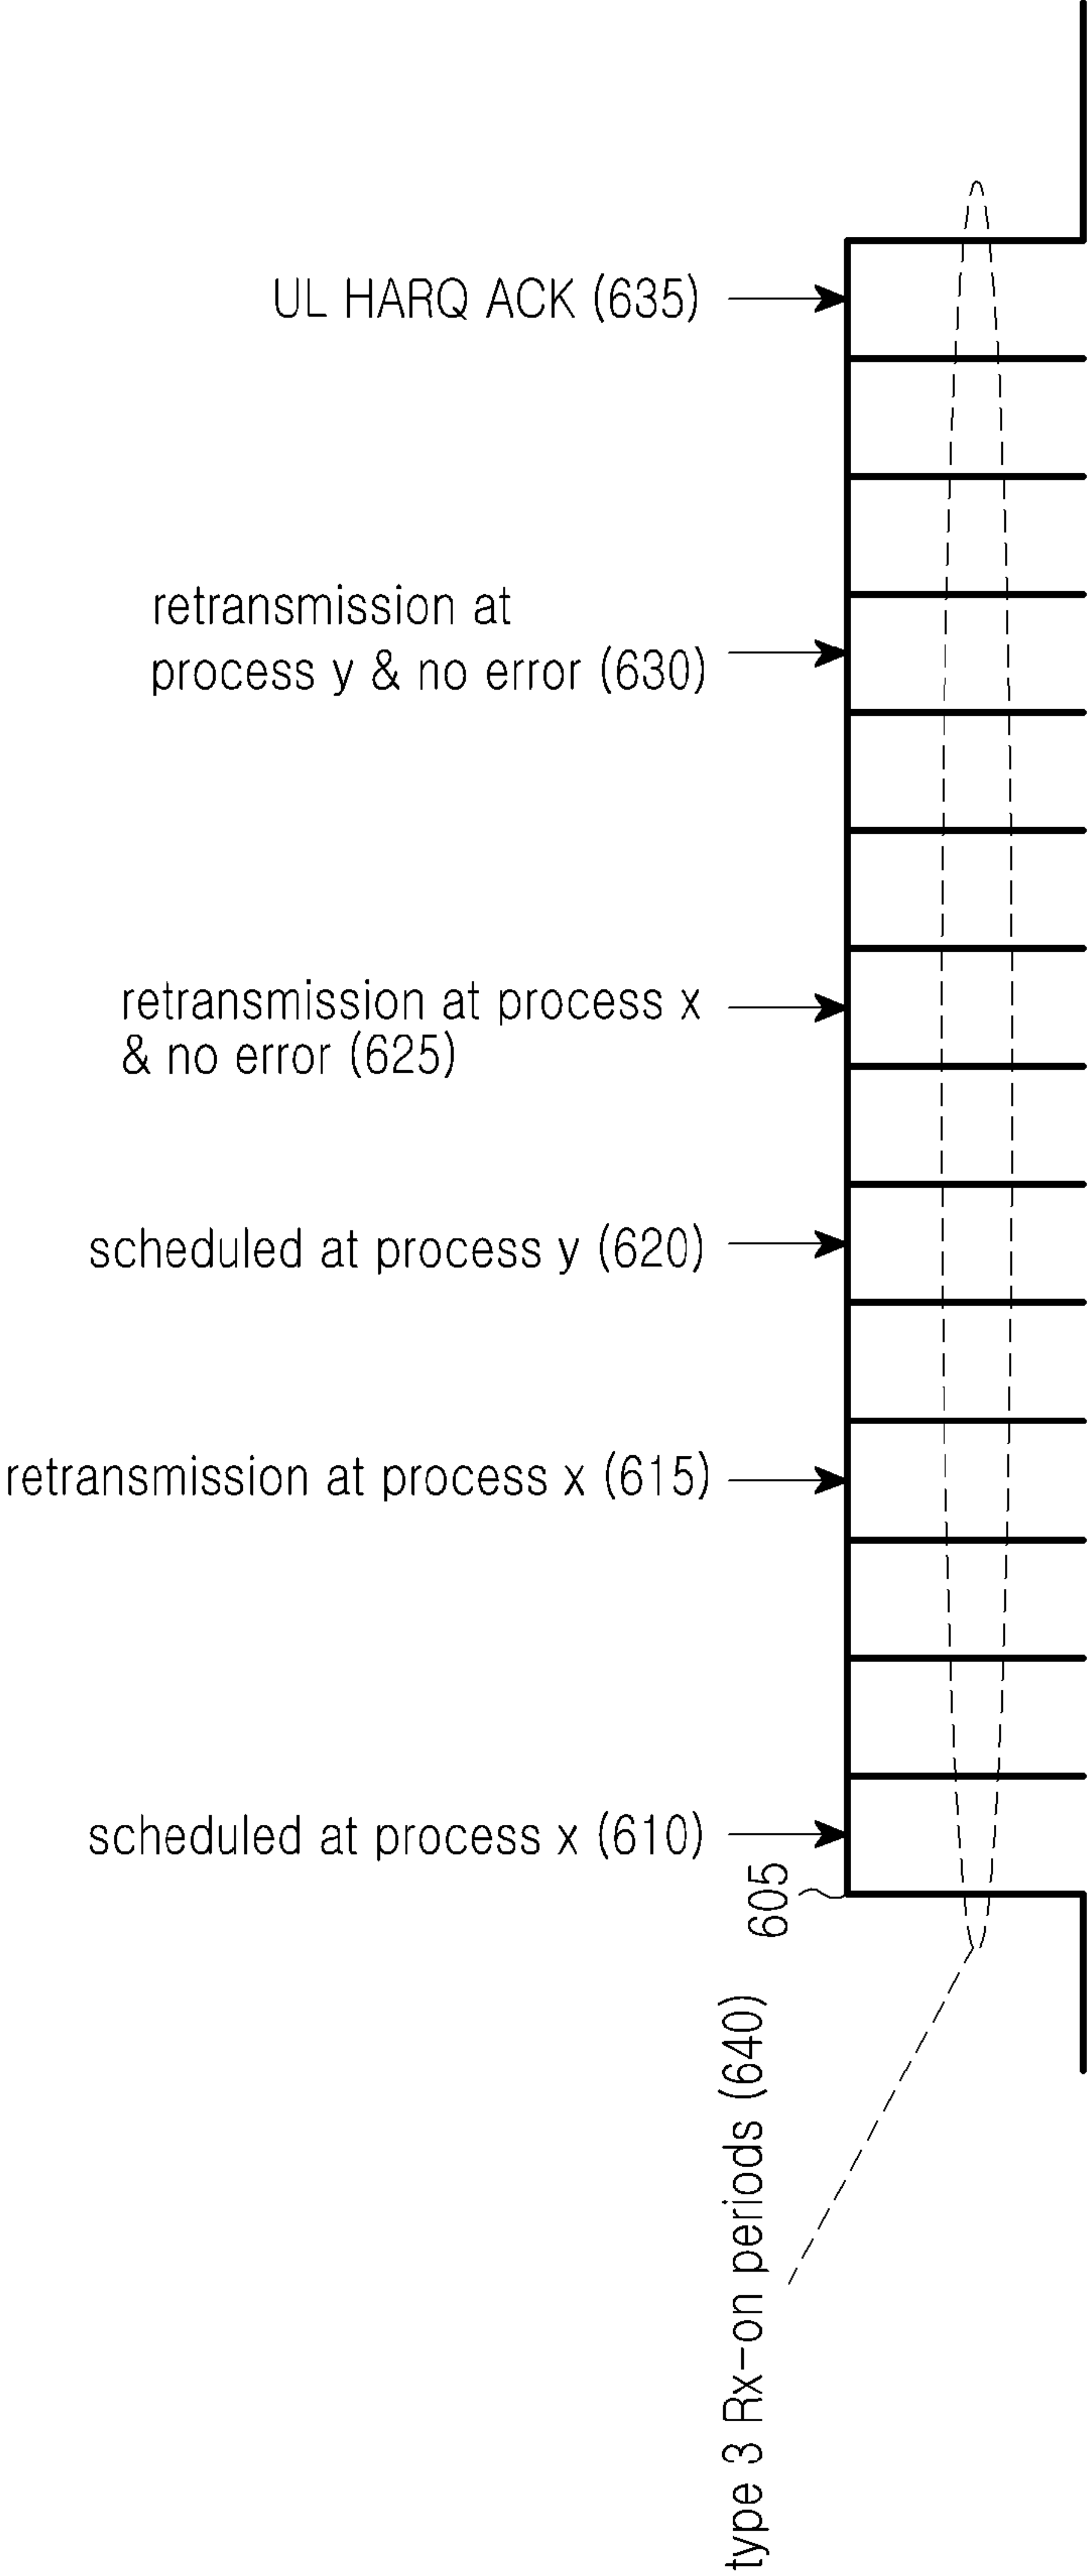 UL HARQ ACK (635)
retransmission at
process y & no error (630)
retransmission at process x
& no error (625)
scheduled at process y (620)
retransmission at process x (615)
scheduled at process x (610)
605
type 3 Rx-on periods (640)